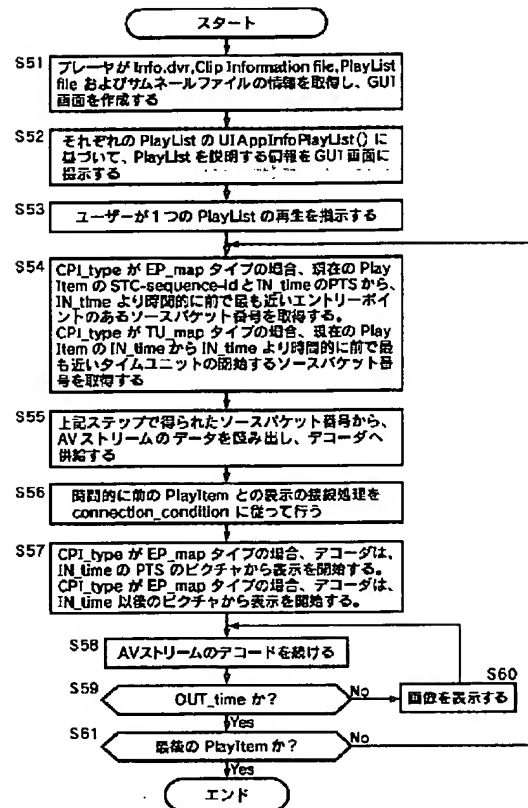 スタート
S51
プレーヤが Info.dvr,Clip Information file,PlayList
file およびサムネールファイルの情報を取得し、GUI
画面を作成する
S52
それぞれの PlayList の UIAppInfoPlayList() に
基づいて、PlayList を説明する情報を GUI 画面に
提示する
S53
ユーザーが1つの PlayList の再生を指示する
S54
CPI_type が EP_map タイプの場合、現在の Play
Item の STC-sequence-id と IN_time のPTS から、
IN_time より時間的に前で最も近いエントリーポイ
ントのあるソースパケット番号を取得する。
CPI_type が TU_map タイプの場合、現在の Play
Item の IN_time から IN_time より時間的に前で最
も近いタイムユニットの開始するソースパケット番
号を取得する
S55
上記ステップで得られたソースパケット番号から、
AVストリームのデータを読み出し、デコーダへ
供給する
S56
時間的に前の PlayItem との表示の接続処理を
connection_condition に従って行う
S57
CPI_type が EP_map タイプの場合、デコーダは、
IN_time の PTS のピクチャから表示を開始する。
CPI_type が EP_map タイプの場合、デコーダは、
IN_time 以後のピクチャから表示を開始する。
S58
AVストリームのデコードを続ける
S59
OUT_time か?
No
S60
画像を表示する
Yes
S61
最後の PlayItem か?
No
Yes
エンド